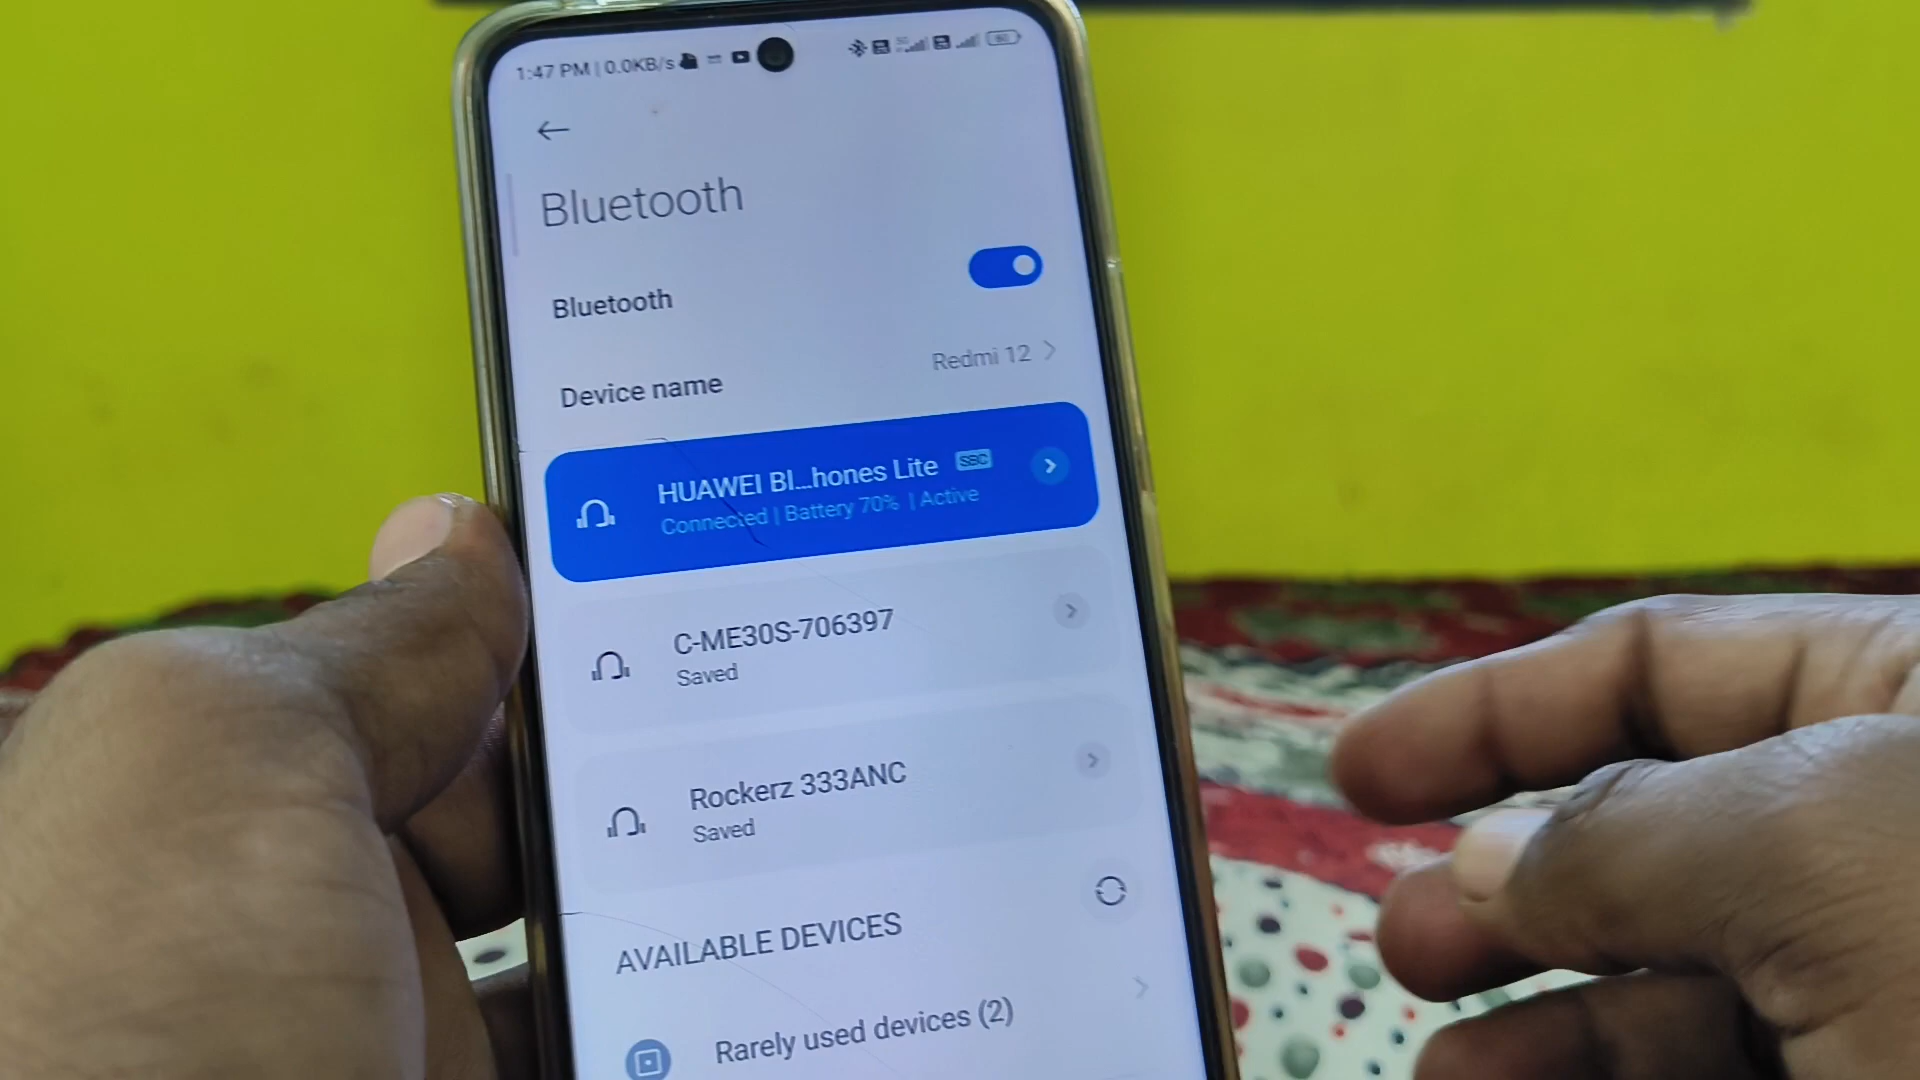 1:47 PM | 0.0KB/s
Bluetooth
Bluetooth
Device name
Redmi 12
HUAWEI Bl...hones Lite SBC
Connected | Battery 70% | Active
C-ME30S-706397
Saved
Rockerz 333ANC
Saved
AVAILABLE DEVICES
Rarely used devices (2)